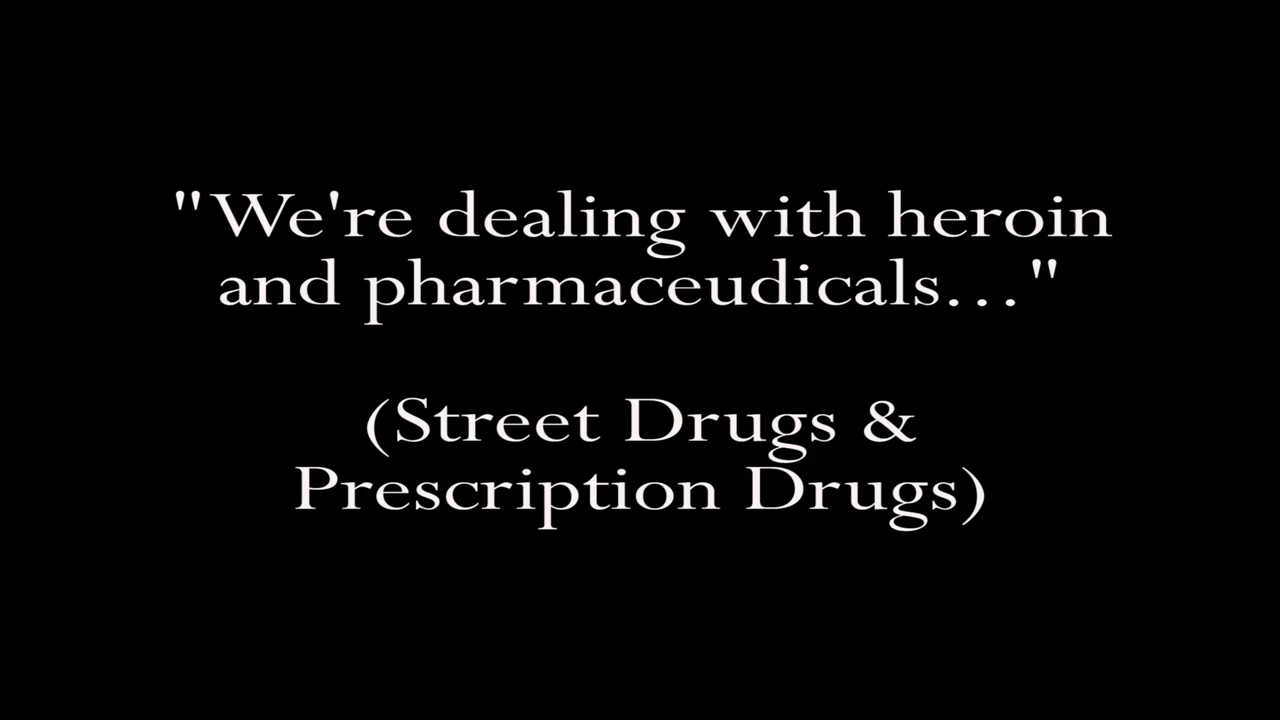 "We're dealing with heroin
and pharmaceudicals..."
(Street Drugs &
Prescription Drugs)